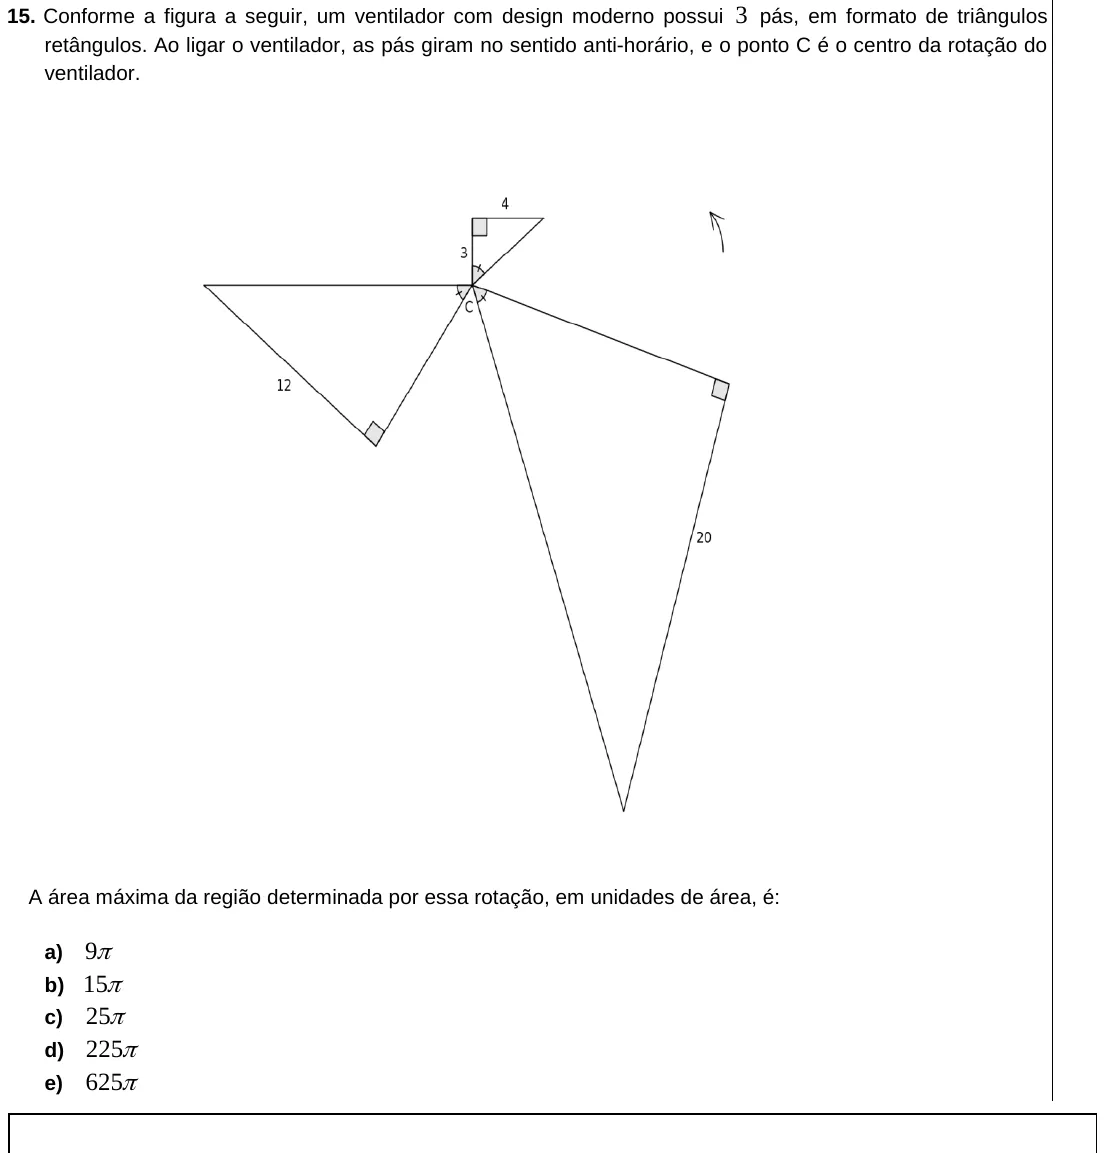 15. Conforme a figura a seguir, um ventilador com design moderno possui 3 pás, em formato de triângulos
retângulos. Ao ligar o ventilador, as pás giram no sentido anti-horário, e o ponto C é o centro da rotação do
ventilador.
4
3
C
12
20
A área máxima da região determinada por essa rotação, em unidades de área, é:
a) 9π
b) 15π
c) 25π
d) 225π
e) 625π